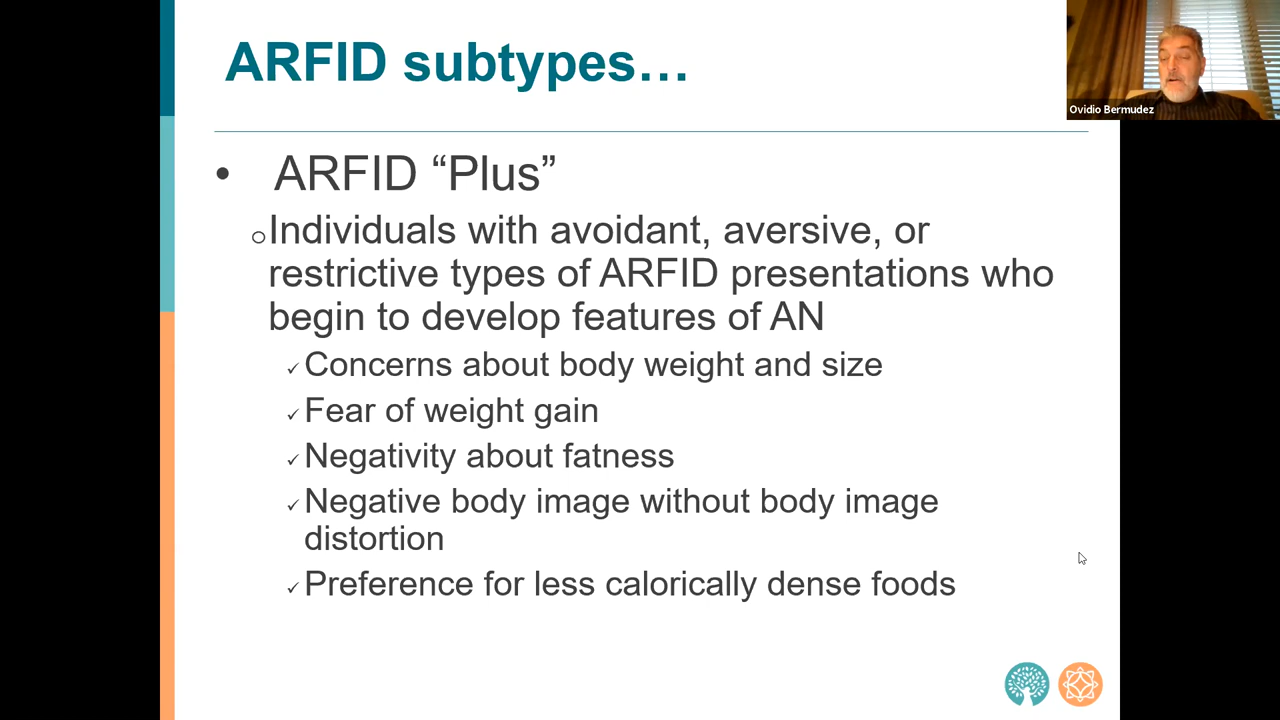 ARFID subtypes…
Ovidio Bermudez
• ARFID “Plus”
o Individuals with avoidant, aversive, or
restrictive types of ARFID presentations who
begin to develop features of AN
✓ Concerns about body weight and size
✓ Fear of weight gain
✓ Negativity about fatness
✓ Negative body image without body image
distortion
✓ Preference for less calorically dense foods